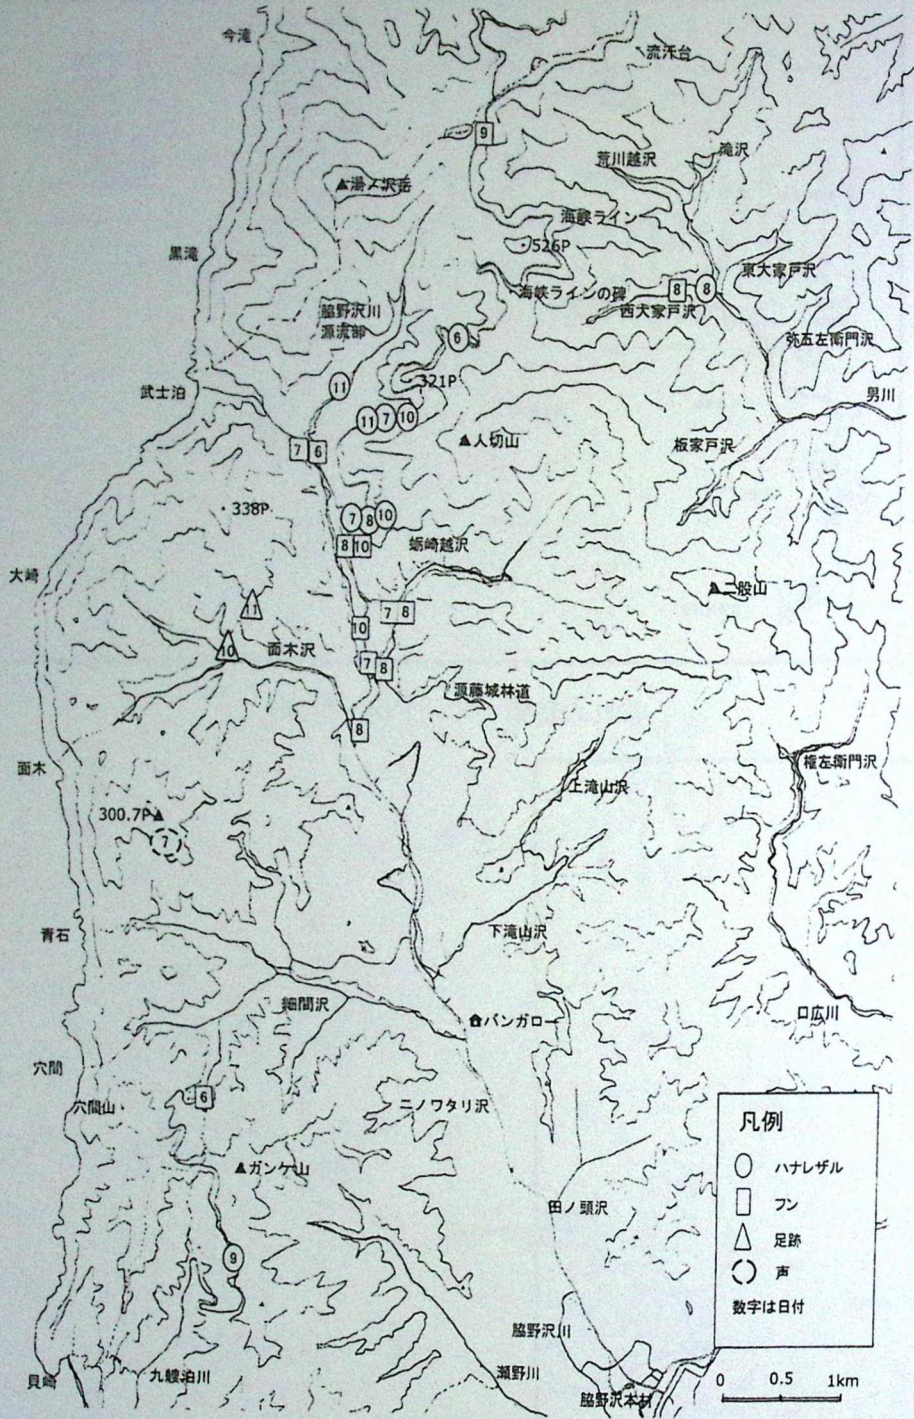 今滝
流汗台
9
荒川越沢
滝沢
▲湯ノ沢岳
海峡ライン
・526P
黒滝
東大家戸沢
海峡ラインの碑
8
8
西大家戸沢
脇野沢川
源流部
弥五左衛門沢
6
321P
武士泊
11
男川
11
7
10
▲人切山
板家戸沢
7
6
・338P
7
8
10
8
10
蛎崎越沢
大崎
▲二股山
11
7
8
10
10
面木沢
7
8
源藤城林道
8
面木
権左衛門沢
上滝山沢
300.7P▲
7
青石
下滝山沢
細間沢
バンガロー
口広川
穴間
6
穴間山
二ノワタリ沢
凡例
▲ガンケ山
ハナレザル
フン
田ノ頭沢
足跡
9
声
数字は日付
脇野沢川
貝崎
九艘泊川
瀬野川
0 0.5 1km
脇野沢本村